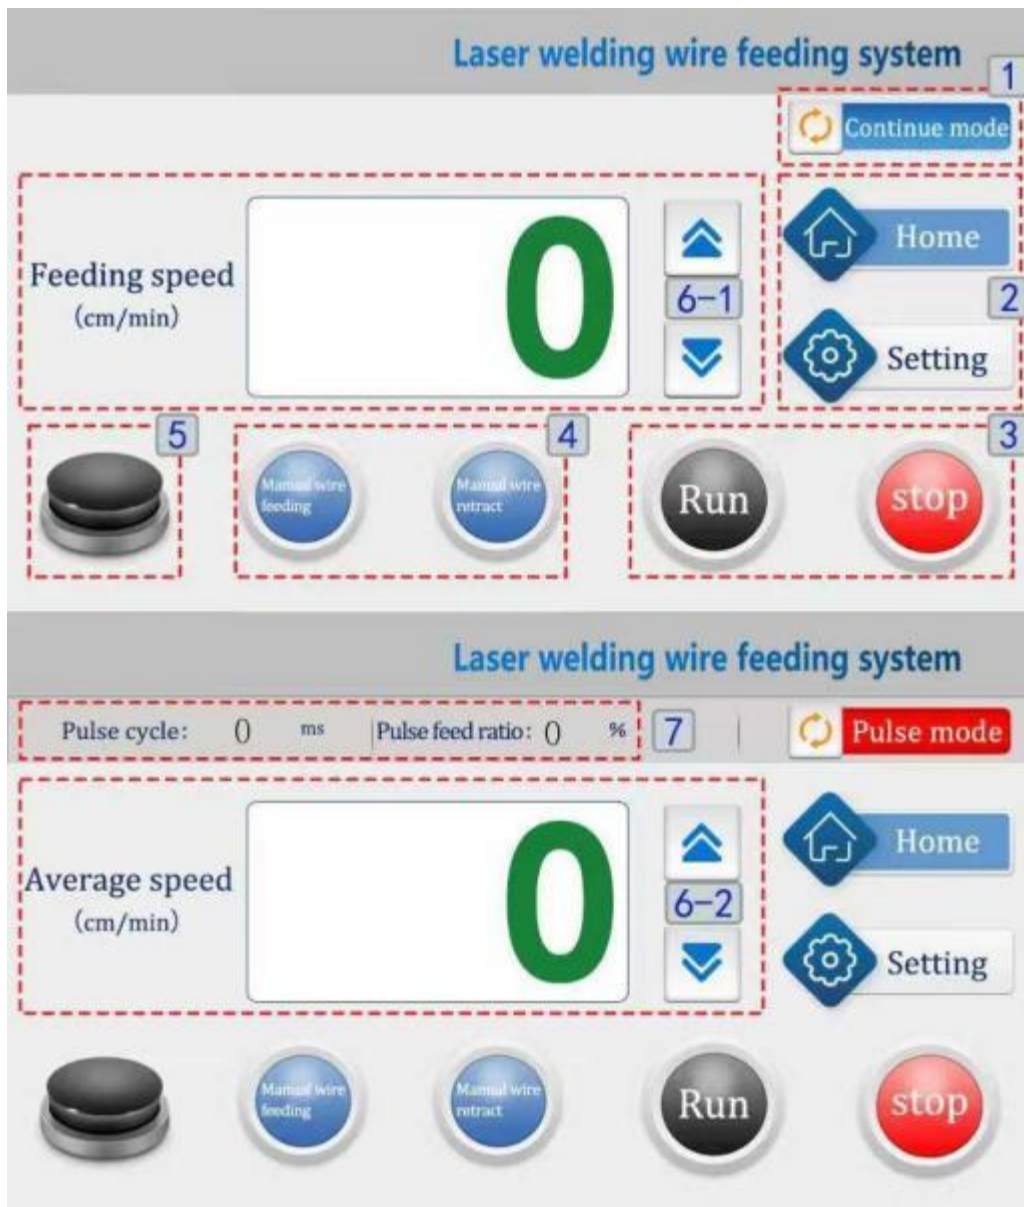 Laser welding wire feeding system
1
Continue mode
Feeding speed
(cm/min)
0
6-1
Home
2
Setting
5
4
3
Manual wire
feeding
Manual wire
retract
Run
stop
Laser welding wire feeding system
Pulse cycle: 0 ms Pulse feed ratio: 0 %
7
Pulse mode
Average speed
(cm/min)
0
6-2
Home
Setting
Manual wire
feeding
Manual wire
retract
Run
stop